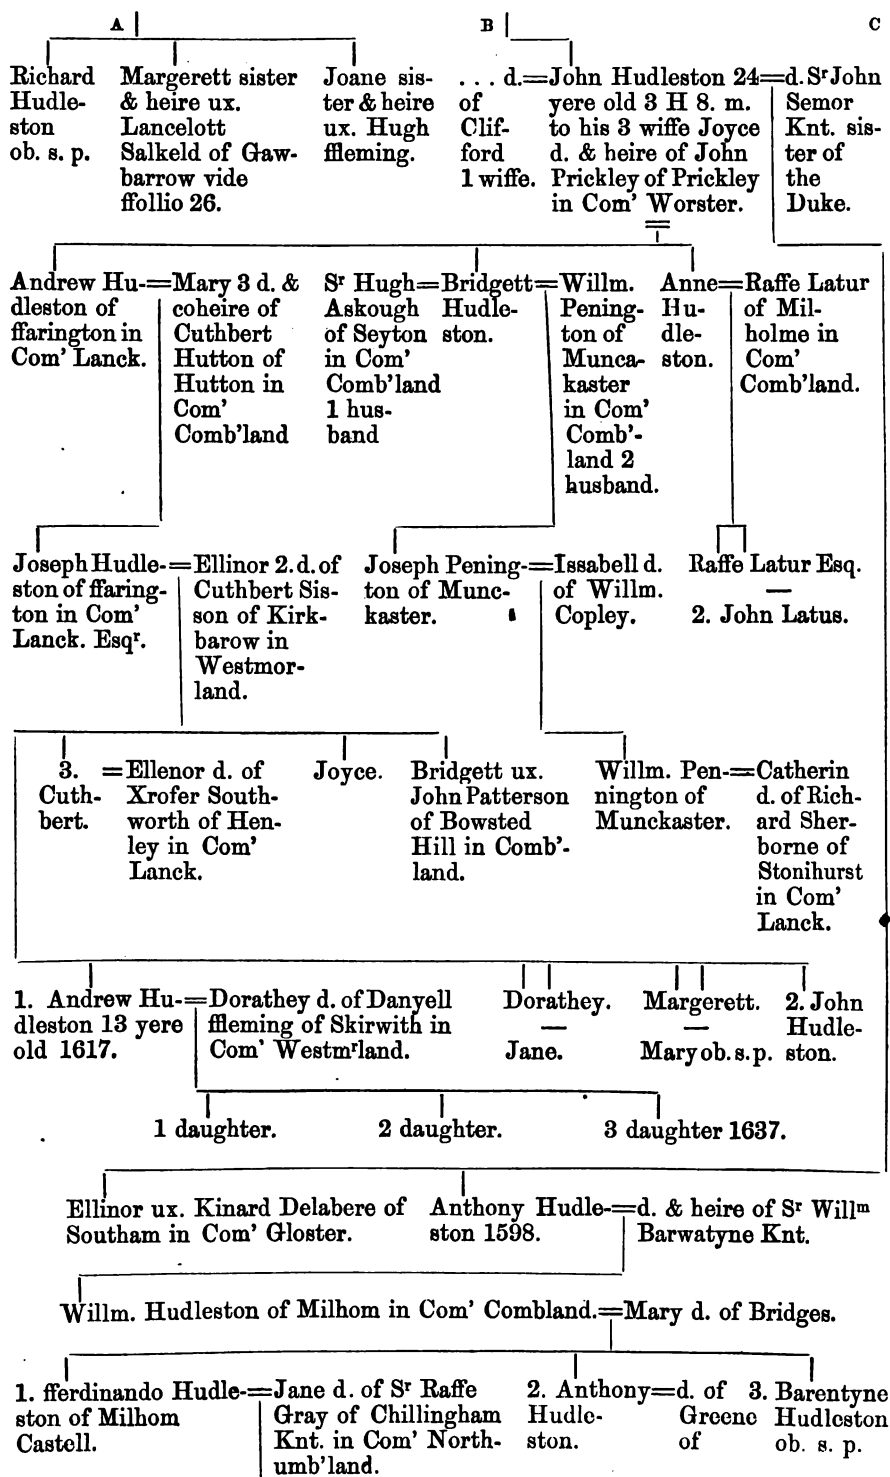 A
B
C
Richard
Hudle-
ston
ob. s. p.
Margerett sister
& heire ux.
Lancelott
Salkeld of Gaw-
barrow vide
ffollio 26.
Joane sis-
ter & heire
ux. Hugh
ffleming.
. . . d.=
of
Clif-
ford
1 wiffe.
John Hudleston 24=
yere old 3 H 8. m.
to his 3 wiffe Joyce
d. & heire of John
Prickley of Prickley
in Com' Worster.
=
d. Sʳ John
Semor
Knt. sis-
ter of
the
Duke.
Andrew Hu-=
dleston of
ffarington in
Com' Lanck.
Mary 3 d. &
coheire of
Cuthbert
Hutton of
Hutton in
Com'
Comb'land
Sʳ Hugh=
Askough
of Seyton
in Com'
Comb'land
1 hus-
band
Bridgett=
Hudle-
ston.
Willm.
Pening-
ton of
Munca-
kaster
in Com'
Comb'-
land 2
husband.
Anne=
Hu-
dle-
ston.
Raffe Latur
of Mil-
holme in
Com'
Comb'land.
Joseph Hudle-=
ston of ffaring-
ton in Com'
Lanck. Esqʳ.
Ellinor 2. d. of
Cuthbert Sis-
son of Kirk-
barow in
Westmor-
land.
Joseph Pening-=
ton of Munc-
kaster.
Issabell d.
of Willm.
Copley.
Raffe Latur Esq.
—
2. John Latus.
3. =
Cuth-
bert.
Ellenor d. of
Xrofer South-
worth of Hen-
ley in Com'
Lanck.
Joyce.
Bridgett ux.
John Patterson
of Bowsted
Hill in Comb'-
land.
Willm. Pen-=
nington of
Munckaster.
Catherin
d. of Rich-
ard Sher-
borne of
Stonihurst
in Com'
Lanck.
1. Andrew Hu-=
dleston 13 yere
old 1617.
Dorathey d. of Danyell
ffleming of Skirwith in
Com' Westmʳland.
Dorathey.
—
Jane.
Margerett.
—
Mary ob. s. p.
2. John
Hudle-
ston.
1 daughter.
2 daughter.
3 daughter 1637.
Ellinor ux. Kinard Delabere of
Southam in Com' Gloster.
Anthony Hudle-=
ston 1598.
d. & heire of Sʳ Willᵐ
Barwatyne Knt.
Willm. Hudleston of Milhom in Com' Combland.=Mary d. of Bridges.
1. fferdinando Hudle-=
ston of Milhom
Castell.
Jane d. of Sʳ Raffe
Gray of Chillingham
Knt. in Com' North-
umb'land.
2. Anthony=
Hudle-
ston.
d. of
Greene
of
3. Barentyne
Hudleston
ob. s. p.